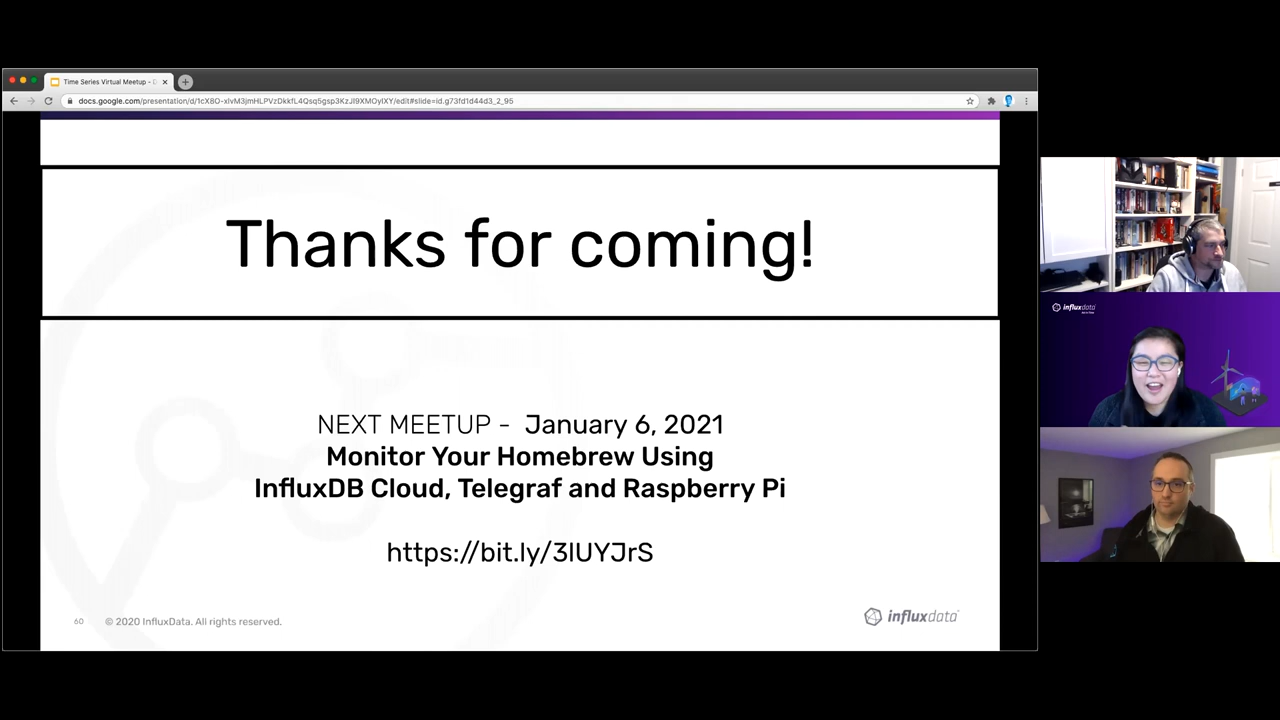 Time Series Virtual Meetup - D
docs.google.com/presentation/d/1cX8O-xlvM3jmHLPVzDkkfL4Qsq5gsp3KzJI9XMOyIXY/edit#slide=id.g73fd1d44d3_2_95
Thanks for coming!
NEXT MEETUP - January 6, 2021
Monitor Your Homebrew Using
InfluxDB Cloud, Telegraf and Raspberry Pi
https://bit.ly/3lUYJrS
60 © 2020 InfluxData. All rights reserved.
influxdata
influxdata